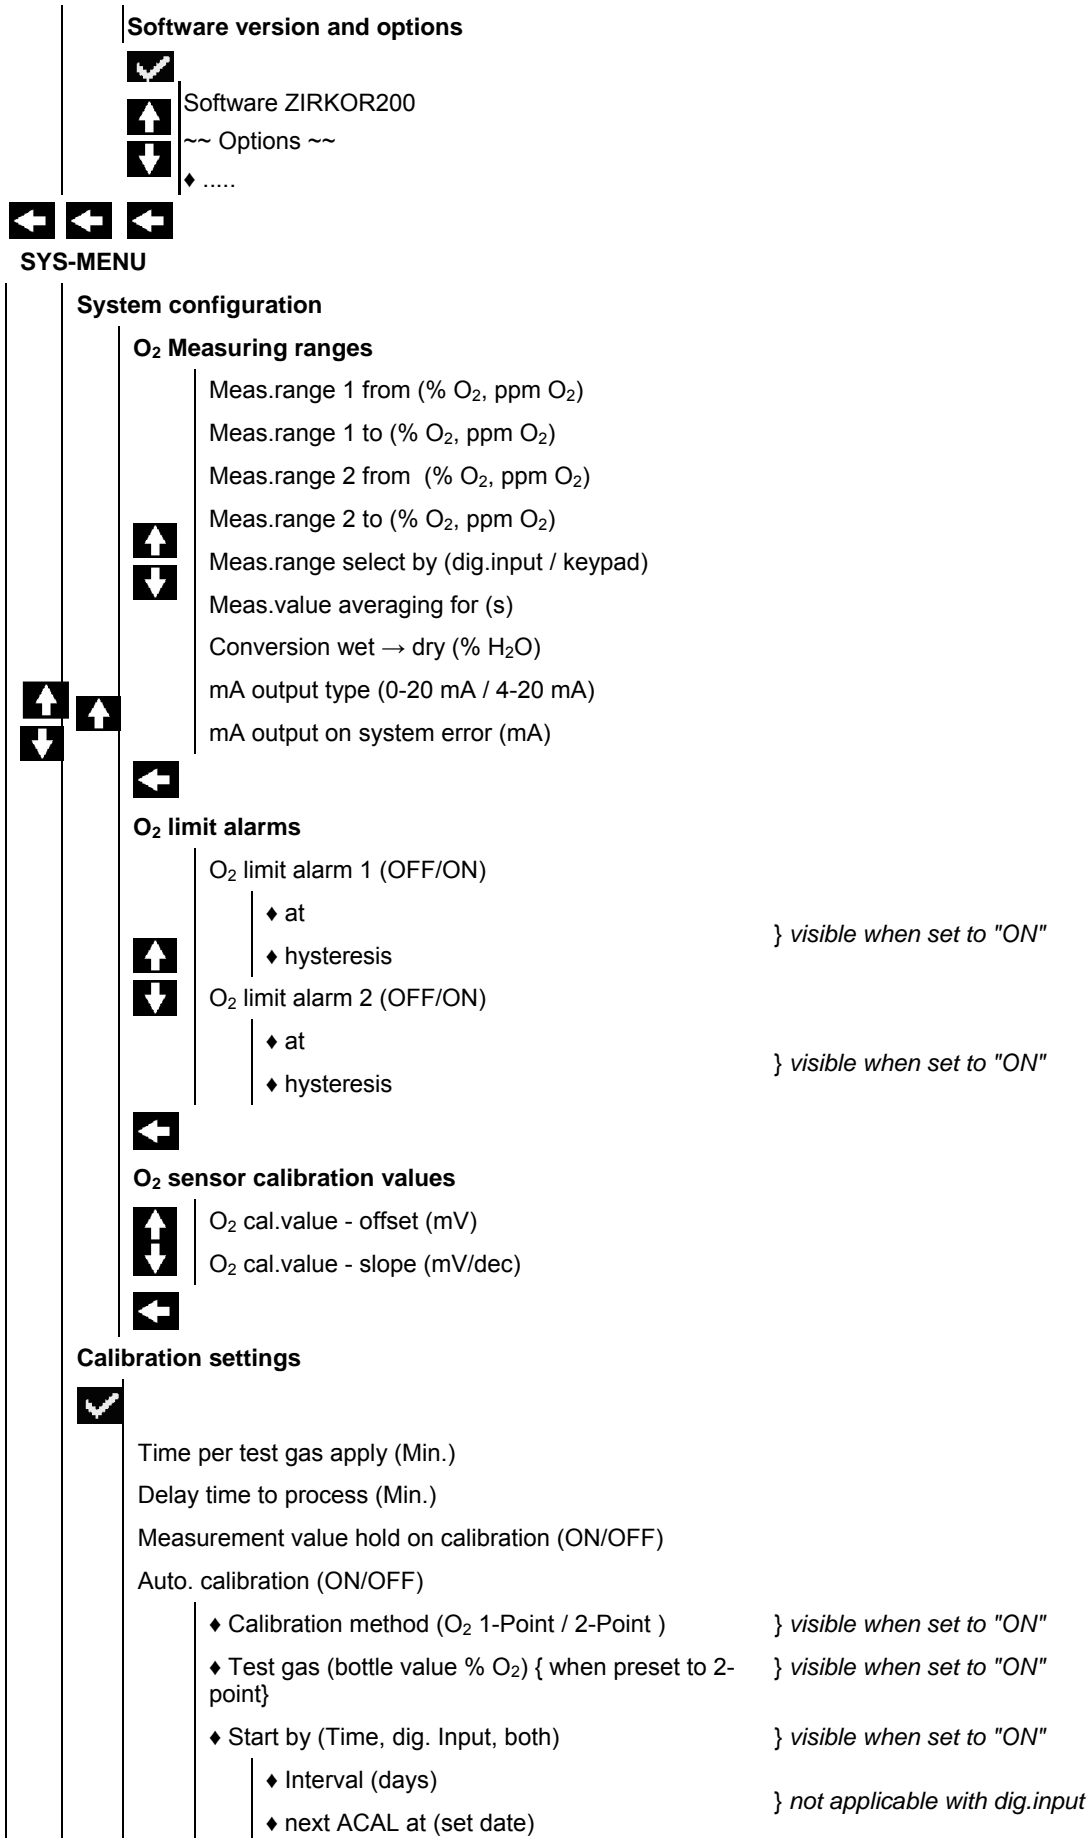 Software version and options
Software ZIRKOR200
~~ Options ~~
♦ .....
SYS-MENU
System configuration
O₂ Measuring ranges
Meas.range 1 from (% O₂, ppm O₂)
Meas.range 1 to (% O₂, ppm O₂)
Meas.range 2 from  (% O₂, ppm O₂)
Meas.range 2 to (% O₂, ppm O₂)
Meas.range select by (dig.input / keypad)
Meas.value averaging for (s)
Conversion wet → dry (% H₂O)
mA output type (0-20 mA / 4-20 mA)
mA output on system error (mA)
O₂ limit alarms
O₂ limit alarm 1 (OFF/ON)
♦ at
} visible when set to "ON"
♦ hysteresis
O₂ limit alarm 2 (OFF/ON)
♦ at
} visible when set to "ON"
♦ hysteresis
O₂ sensor calibration values
O₂ cal.value - offset (mV)
O₂ cal.value - slope (mV/dec)
Calibration settings
Time per test gas apply (Min.)
Delay time to process (Min.)
Measurement value hold on calibration (ON/OFF)
Auto. calibration (ON/OFF)
♦ Calibration method (O₂ 1-Point / 2-Point ) } visible when set to "ON"
♦ Test gas (bottle value % O₂) { when preset to 2- } visible when set to "ON"
point}
♦ Start by (Time, dig. Input, both) } visible when set to "ON"
♦ Interval (days)
} not applicable with dig.input
♦ next ACAL at (set date)